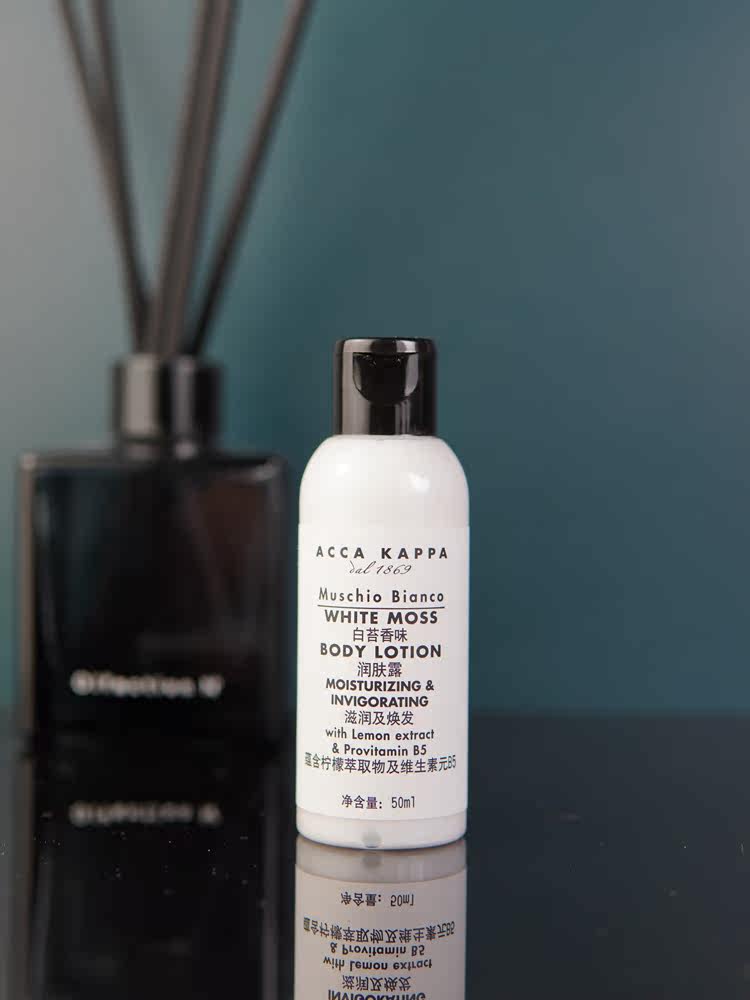 ACCA KAPPA
dal 1869
Muschio Bianco
WHITE MOSS
白苔香味
BODY LOTION
润肤露
MOISTURIZING &
INVIGORATING
滋润及焕发
with Lemon extract
& Provitamin B5
蕴含柠檬萃取物及维生素元B5
净含量: 50ml